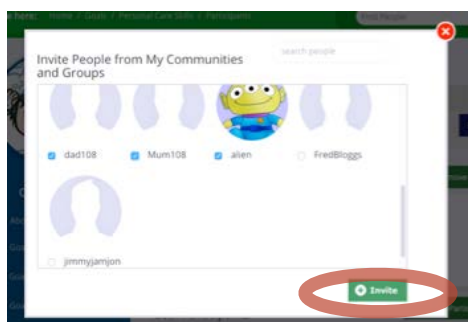 here: Home / Goals / Personal Care Skills / Participants
Find People
Invite People from My Communities
and Groups
search people
dad108
Mum108
alien
FredBloggs
jimmyjamjon
Invite